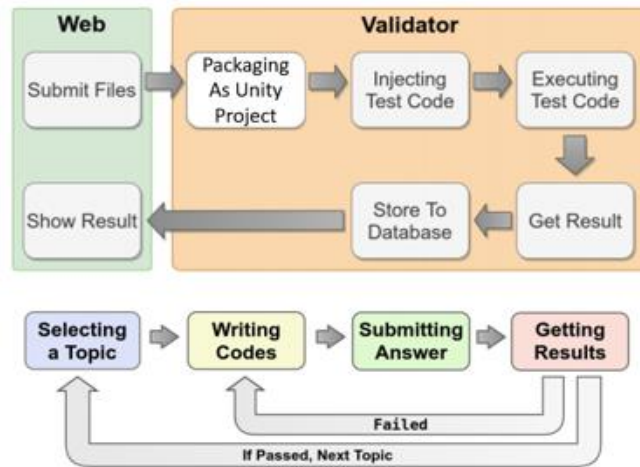 Web
Validator
Submit Files
Packaging
As Unity
Project
Injecting
Test Code
Executing
Test Code
Show Result
Store To
Database
Get Result
Selecting
a Topic
Writing
Codes
Submitting
Answer
Getting
Results
Failed
If Passed, Next Topic